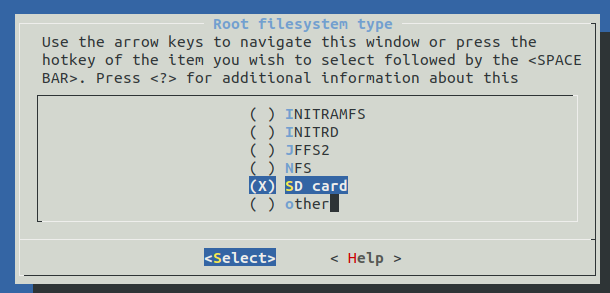 Root filesystem type
Use the arrow keys to navigate this window or press the
hotkey of the item you wish to select followed by the <SPACE
BAR>. Press <?> for additional information about this
( ) INITRAMFS
( ) INITRD
( ) JFFS2
( ) NFS
(X) SD card
( ) other
<Select> < Help >